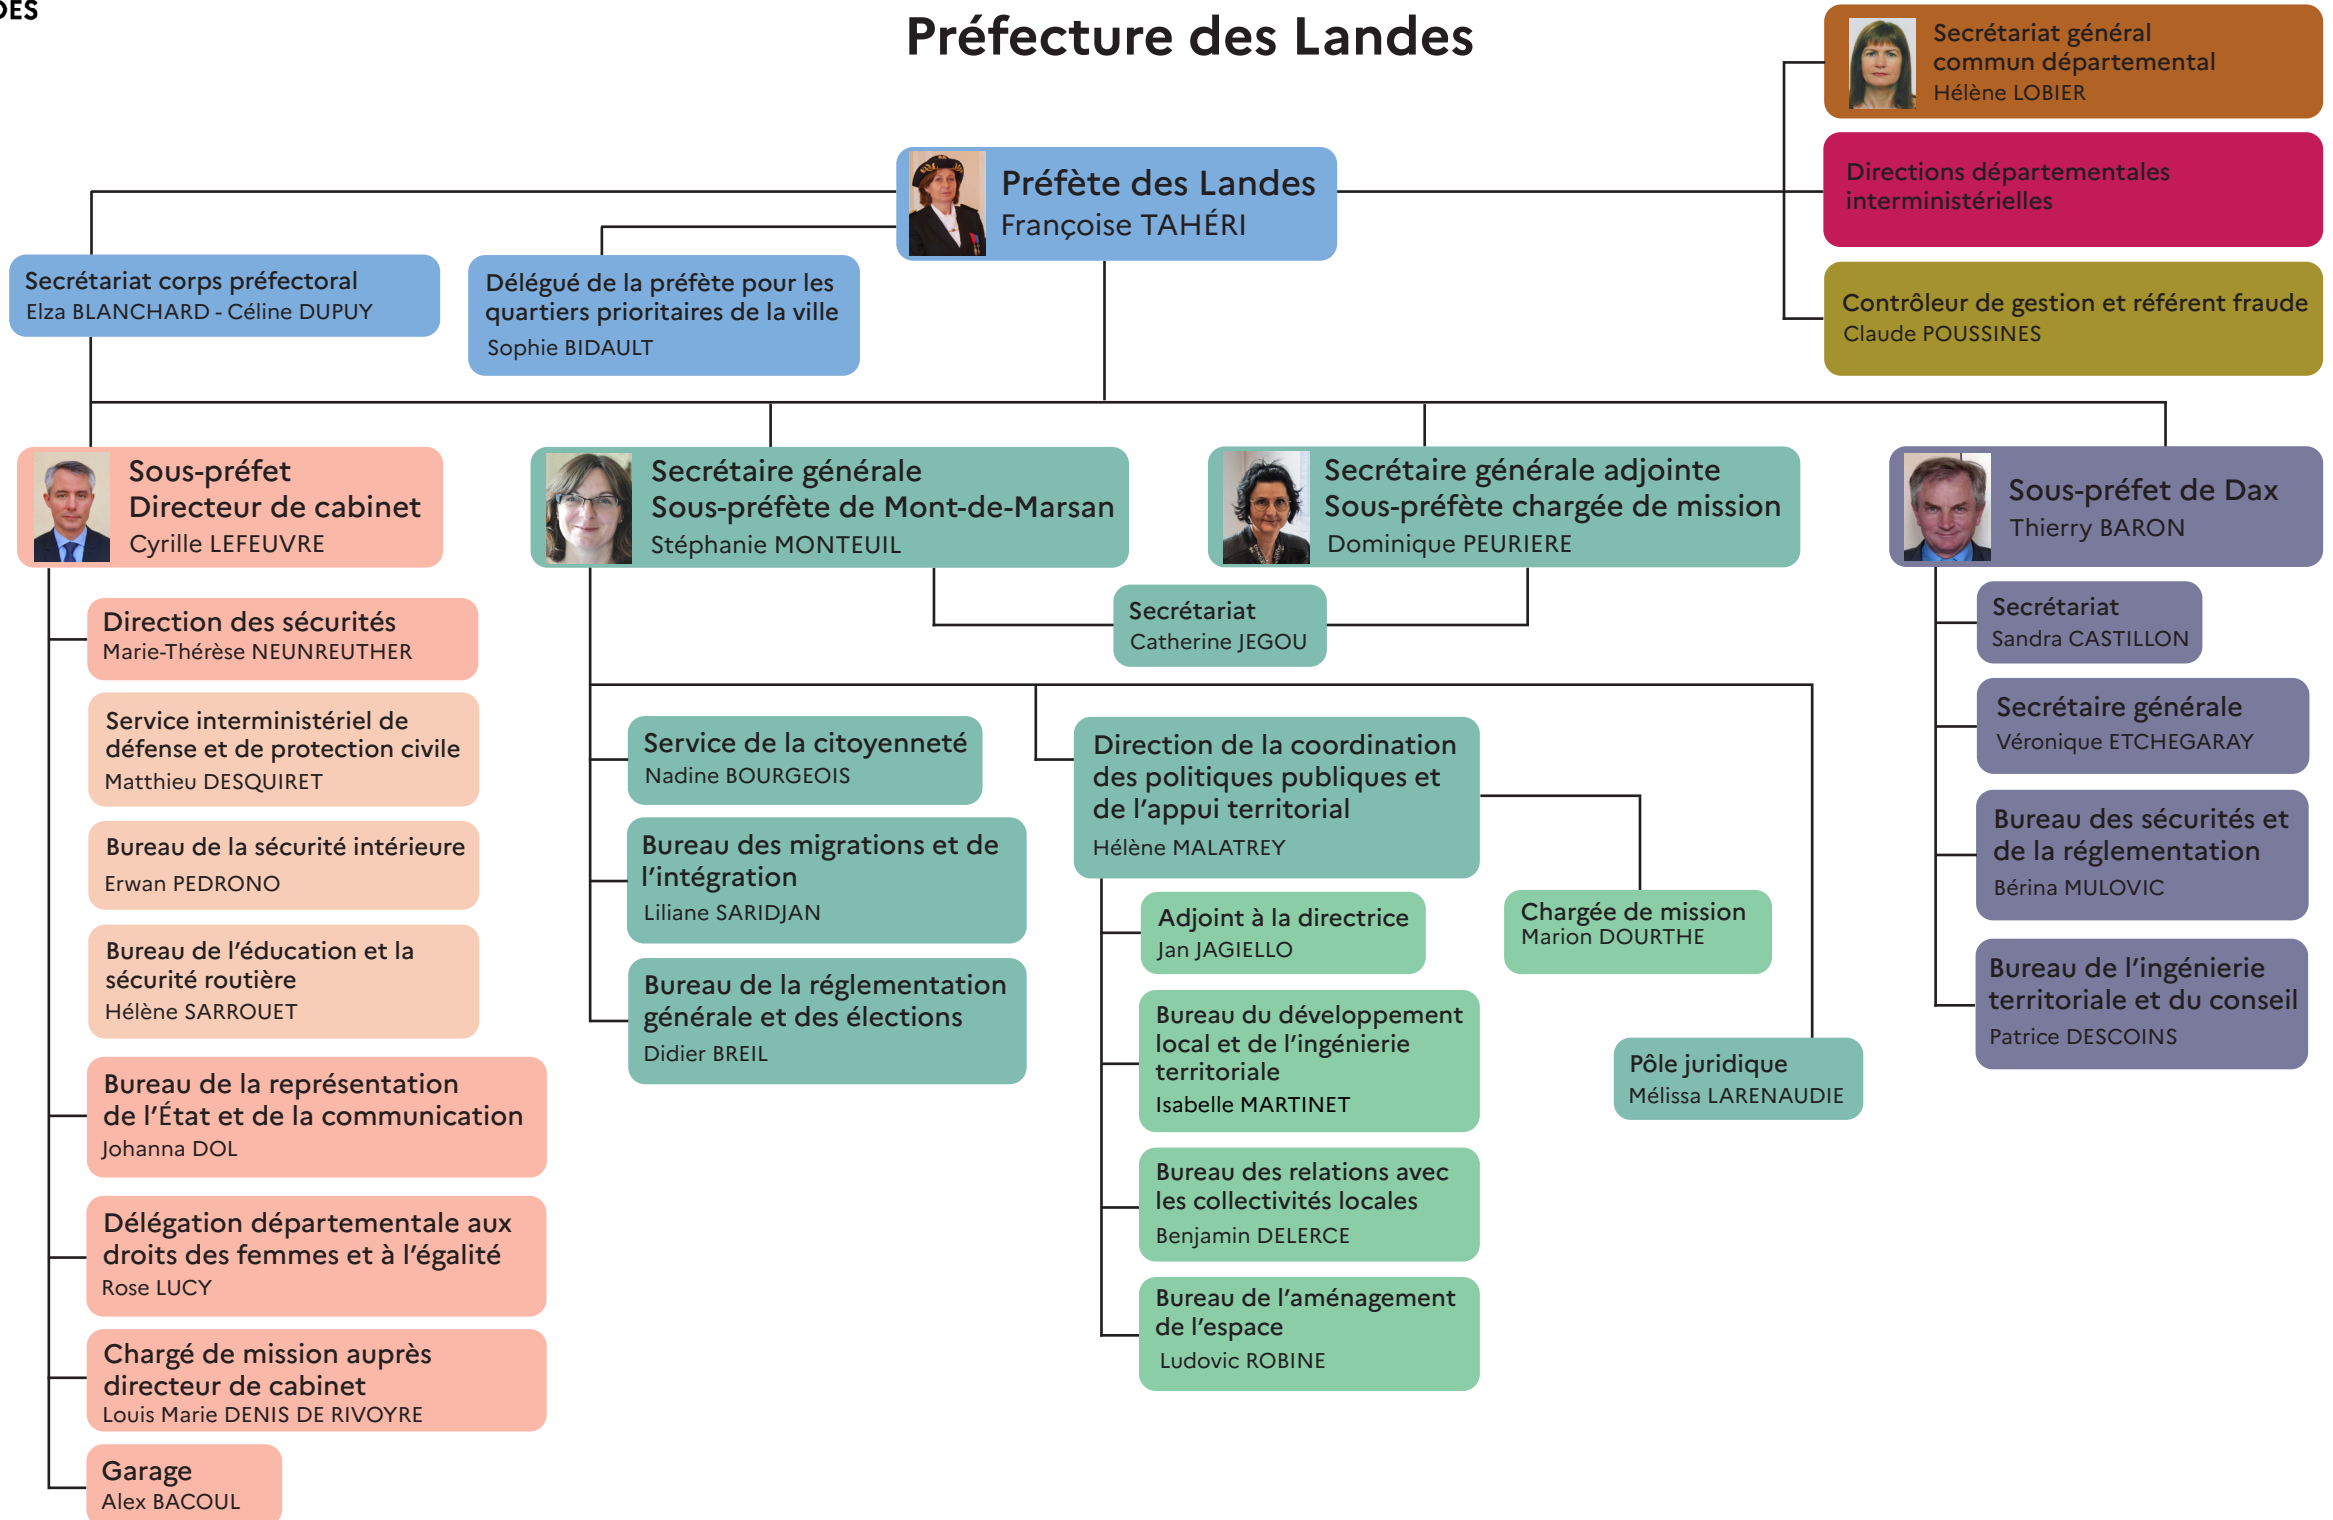 DES
Préfecture des Landes
Secrétariat général
commun départemental
Hélène LOBIER
Directions départementales
interministérielles
Contrôleur de gestion et référent fraude
Claude POUSSINES
Préfète des Landes
Françoise TAHÉRI
Secrétariat corps préfectoral
Elza BLANCHARD - Céline DUPUY
Délégué de la préfète pour les
quartiers prioritaires de la ville
Sophie BIDAULT
Sous-préfet
Directeur de cabinet
Cyrille LEFEUVRE
Secrétaire générale
Sous-préfète de Mont-de-Marsan
Stéphanie MONTEUIL
Secrétaire générale adjointe
Sous-préfète chargée de mission
Dominique PEURIERE
Sous-préfet de Dax
Thierry BARON
Secrétariat
Catherine JEGOU
Direction des sécurités
Marie-Thérèse NEUNREUTHER
Service interministériel de
défense et de protection civile
Matthieu DESQUIRET
Bureau de la sécurité intérieure
Erwan PEDRONO
Bureau de l'éducation et la
sécurité routière
Hélène SARROUET
Bureau de la représentation
de l'État et de la communication
Johanna DOL
Délégation départementale aux
droits des femmes et à l'égalité
Rose LUCY
Chargé de mission auprès
directeur de cabinet
Louis Marie DENIS DE RIVOYRE
Garage
Alex BACOUL
Service de la citoyenneté
Nadine BOURGEOIS
Bureau des migrations et de
l'intégration
Liliane SARIDJAN
Bureau de la réglementation
générale et des élections
Didier BREIL
Direction de la coordination
des politiques publiques et
de l'appui territorial
Hélène MALATREY
Adjoint à la directrice
Jan JAGIELLO
Bureau du développement
local et de l'ingénierie
territoriale
Isabelle MARTINET
Bureau des relations avec
les collectivités locales
Benjamin DELERCE
Bureau de l'aménagement
de l'espace
Ludovic ROBINE
Chargée de mission
Marion DOURTHE
Pôle juridique
Mélissa LARENAUDIE
Secrétariat
Sandra CASTILLON
Secrétaire générale
Véronique ETCHEGARAY
Bureau des sécurités et
de la réglementation
Bérina MULOVIC
Bureau de l'ingénierie
territoriale et du conseil
Patrice DESCOINS